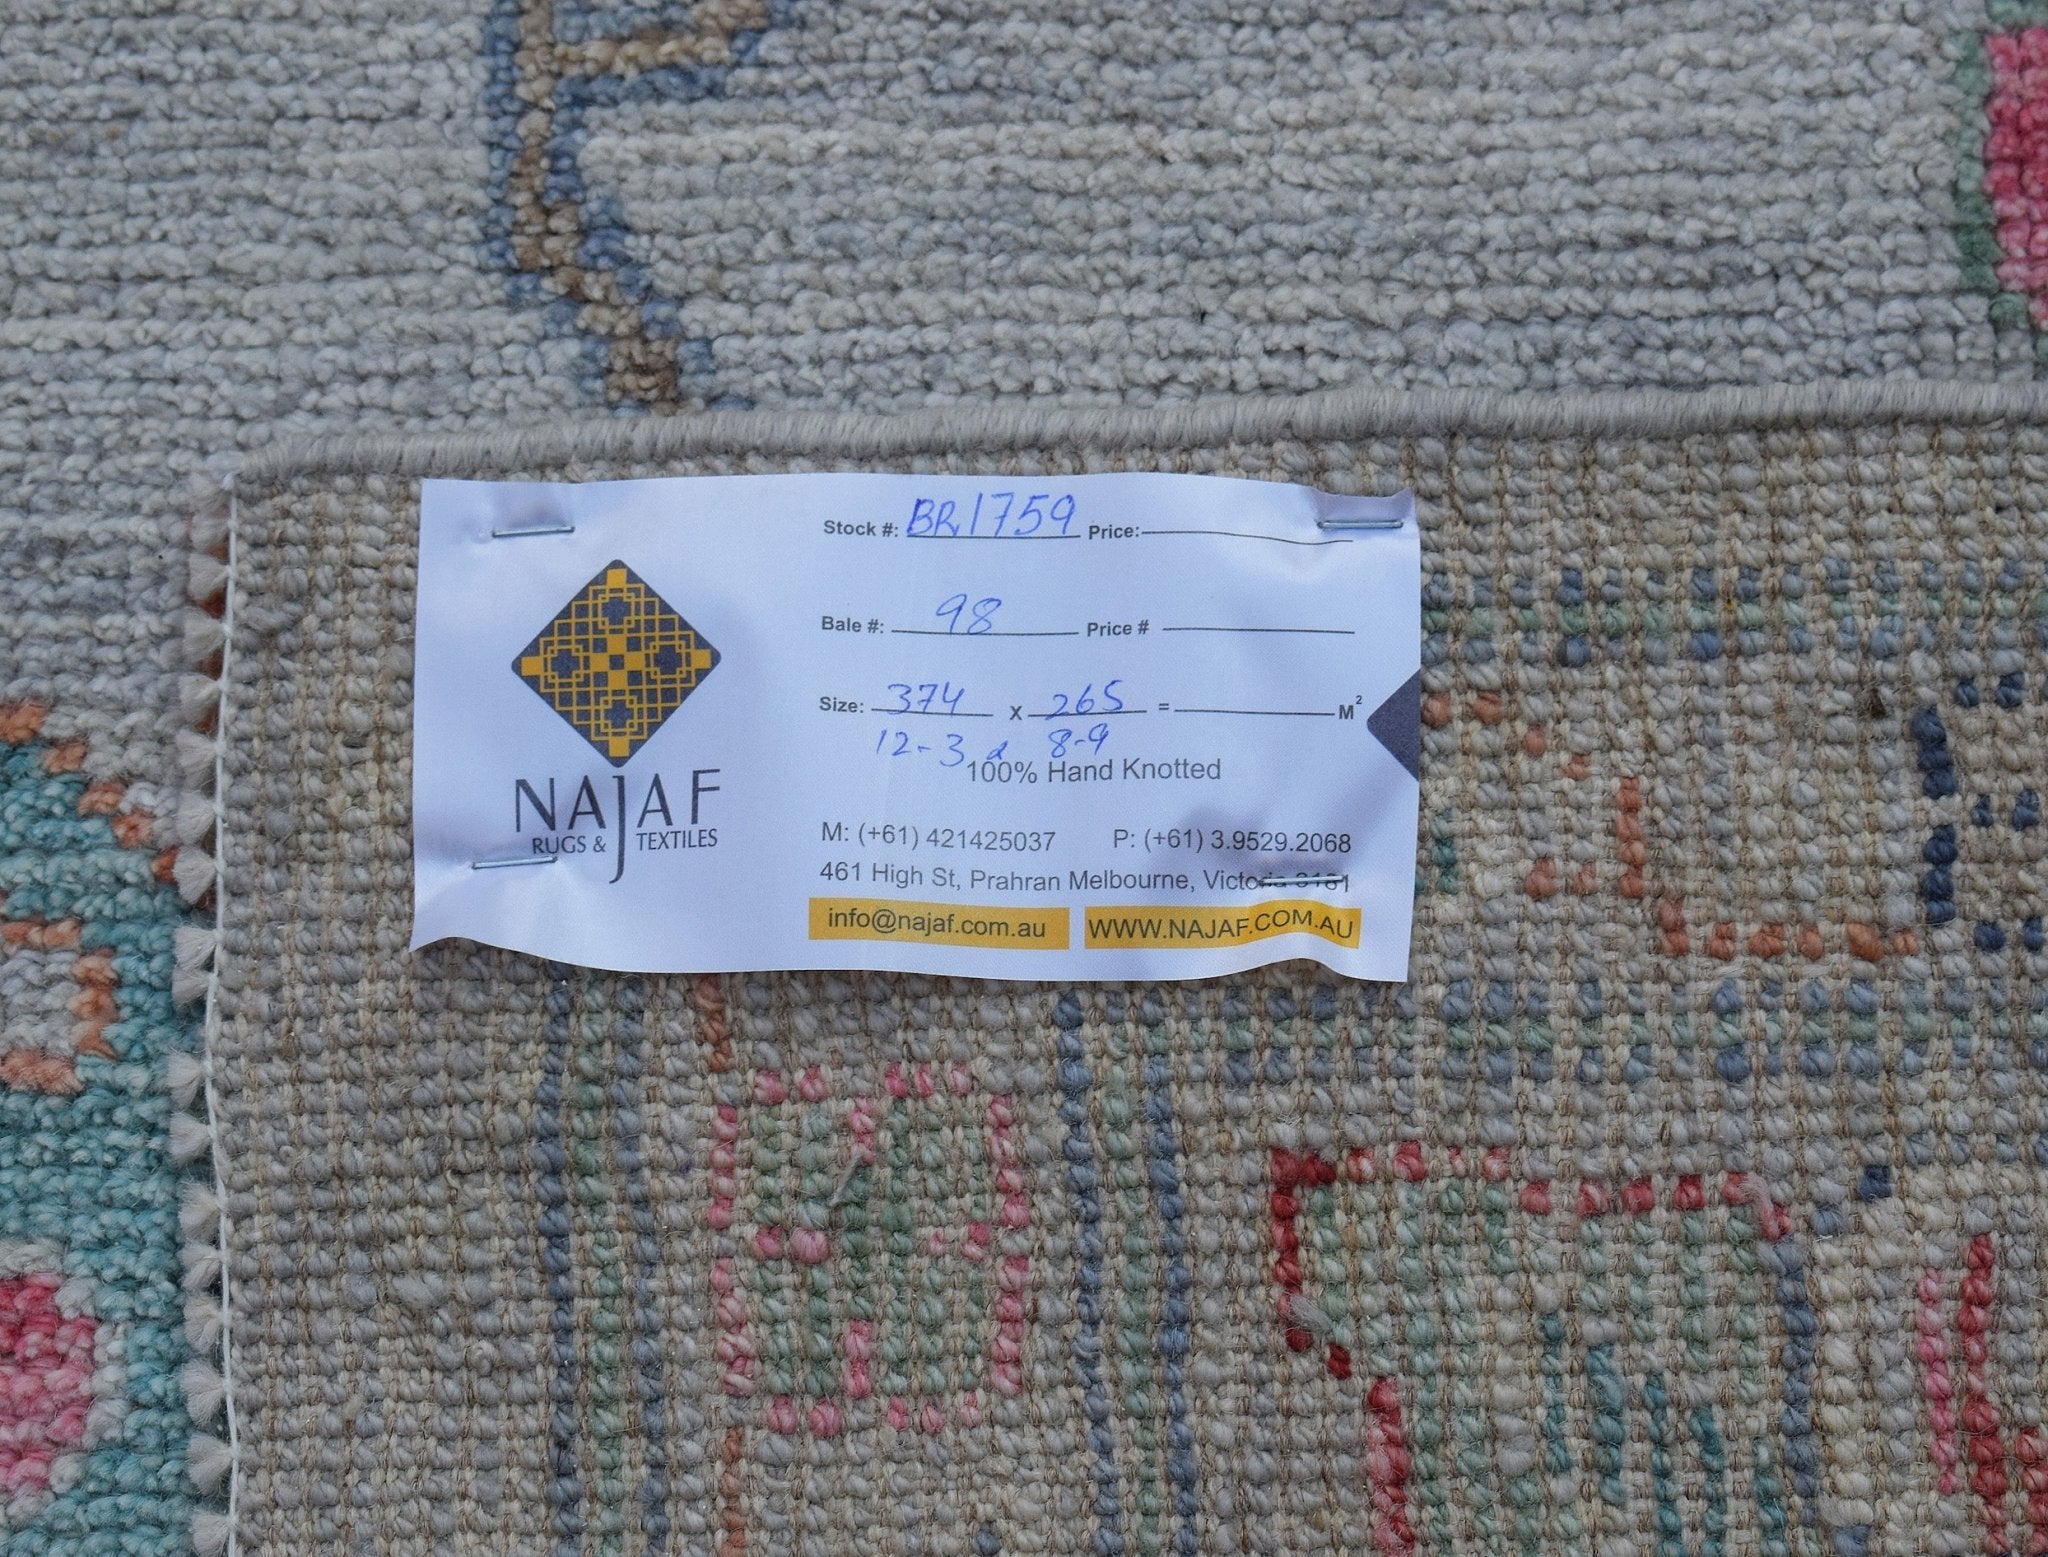 NAJAF
RUGS & TEXTILES
Stock #: BR1759 Price:
Bale #: 98 Price #
Size: 374 x 265 = M²
12-3 x 8-9
100% Hand Knotted
M: (+61) 421425037 P: (+61) 3.9529.2068
461 High St, Prahran Melbourne, Victoria 3181
info@najaf.com.au WWW.NAJAF.COM.AU